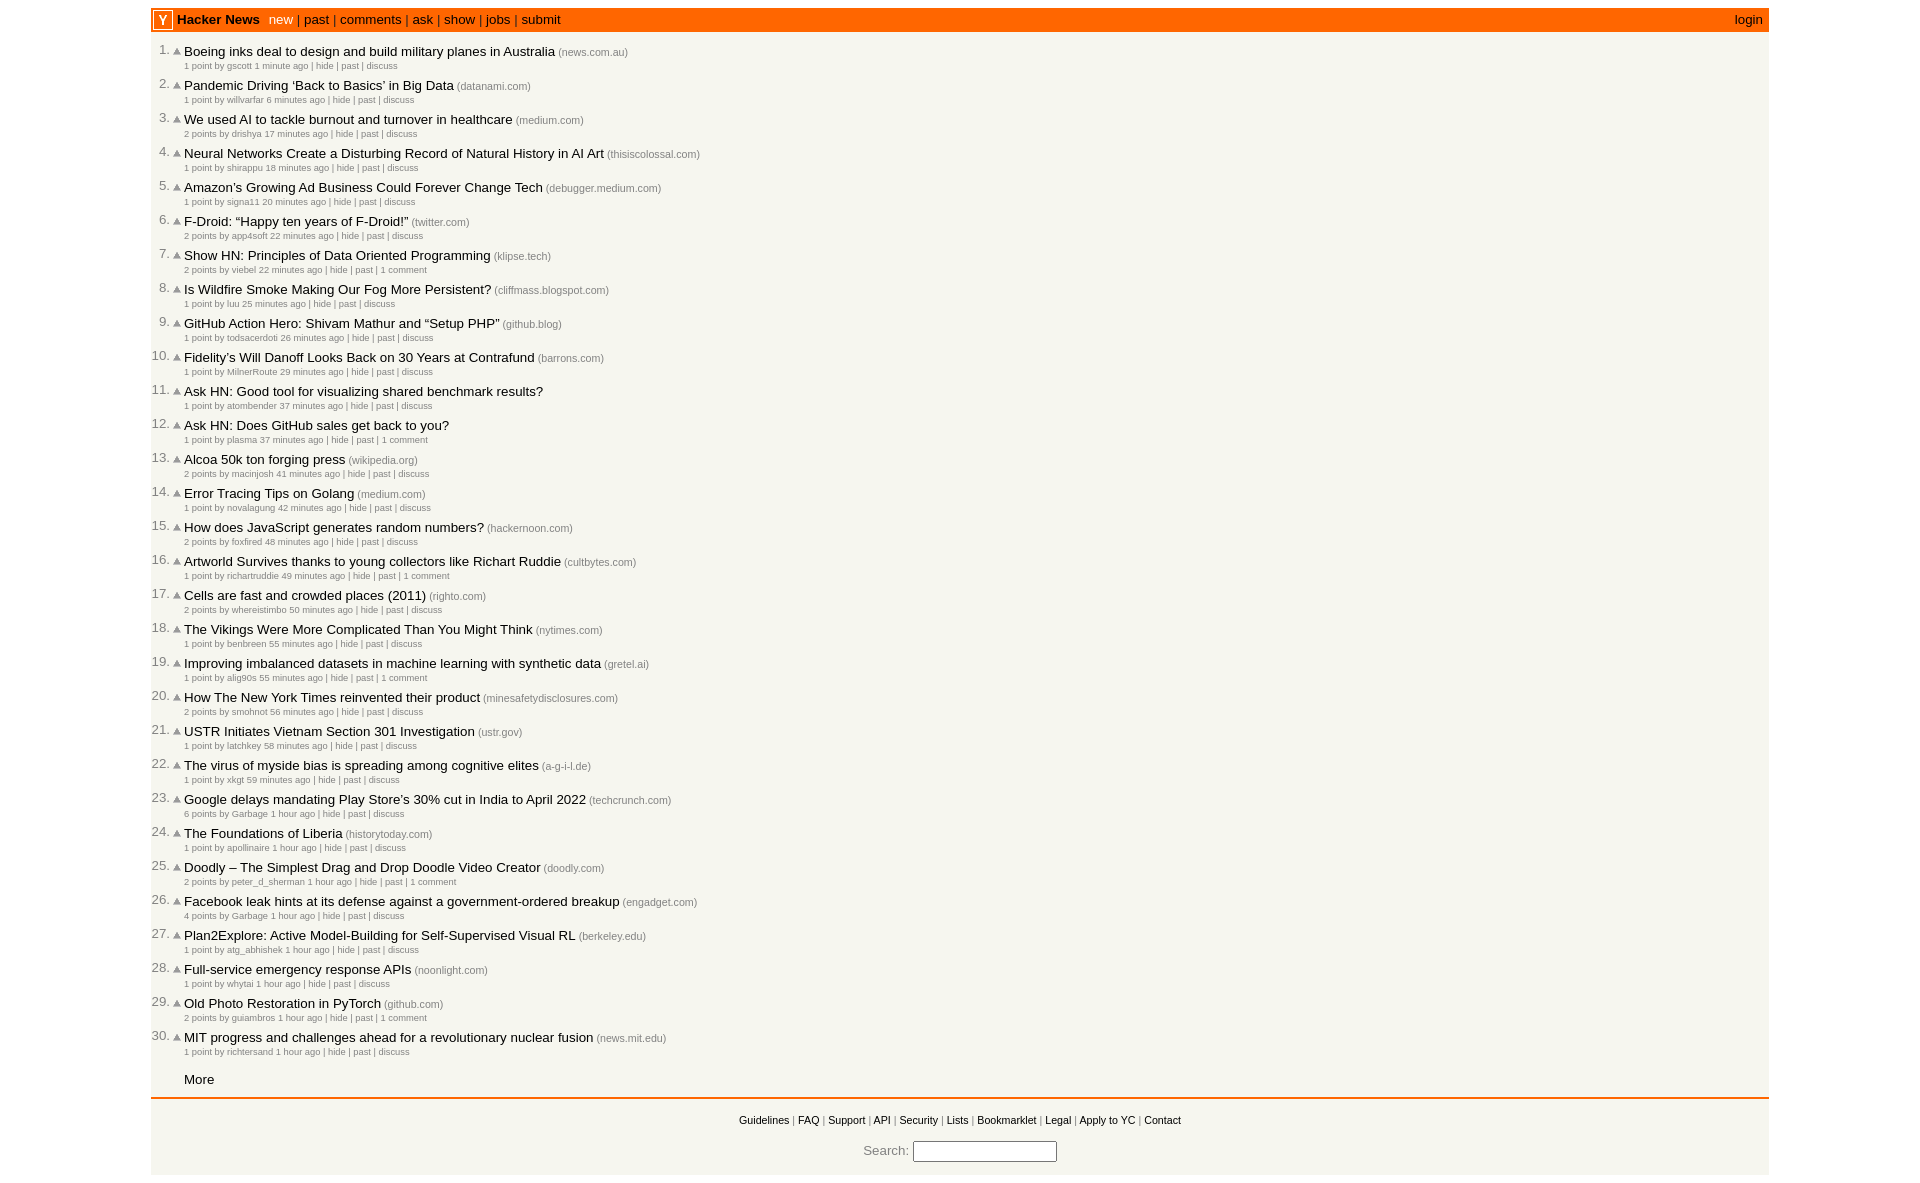 Y Hacker News new | past | comments | ask | show | jobs | submit login
1. Boeing inks deal to design and build military planes in Australia (news.com.au)
1 point by gscott 1 minute ago | hide | past | discuss
2. Pandemic Driving ‘Back to Basics’ in Big Data (datanami.com)
1 point by willvarfar 6 minutes ago | hide | past | discuss
3. We used AI to tackle burnout and turnover in healthcare (medium.com)
2 points by drishya 17 minutes ago | hide | past | discuss
4. Neural Networks Create a Disturbing Record of Natural History in AI Art (thisiscolossal.com)
1 point by shirappu 18 minutes ago | hide | past | discuss
5. Amazon’s Growing Ad Business Could Forever Change Tech (debugger.medium.com)
1 point by signa11 20 minutes ago | hide | past | discuss
6. F-Droid: “Happy ten years of F-Droid!” (twitter.com)
2 points by app4soft 22 minutes ago | hide | past | discuss
7. Show HN: Principles of Data Oriented Programming (klipse.tech)
2 points by viebel 22 minutes ago | hide | past | 1 comment
8. Is Wildfire Smoke Making Our Fog More Persistent? (cliffmass.blogspot.com)
1 point by luu 25 minutes ago | hide | past | discuss
9. GitHub Action Hero: Shivam Mathur and “Setup PHP” (github.blog)
1 point by todsacerdoti 26 minutes ago | hide | past | discuss
10. Fidelity’s Will Danoff Looks Back on 30 Years at Contrafund (barrons.com)
1 point by MilnerRoute 29 minutes ago | hide | past | discuss
11. Ask HN: Good tool for visualizing shared benchmark results?
1 point by atombender 37 minutes ago | hide | past | discuss
12. Ask HN: Does GitHub sales get back to you?
1 point by plasma 37 minutes ago | hide | past | 1 comment
13. Alcoa 50k ton forging press (wikipedia.org)
2 points by macinjosh 41 minutes ago | hide | past | discuss
14. Error Tracing Tips on Golang (medium.com)
1 point by novalagung 42 minutes ago | hide | past | discuss
15. How does JavaScript generates random numbers? (hackernoon.com)
2 points by foxfired 48 minutes ago | hide | past | discuss
16. Artworld Survives thanks to young collectors like Richart Ruddie (cultbytes.com)
1 point by richartruddie 49 minutes ago | hide | past | 1 comment
17. Cells are fast and crowded places (2011) (righto.com)
2 points by whereistimbo 50 minutes ago | hide | past | discuss
18. The Vikings Were More Complicated Than You Might Think (nytimes.com)
1 point by benbreen 55 minutes ago | hide | past | discuss
19. Improving imbalanced datasets in machine learning with synthetic data (gretel.ai)
1 point by alig90s 55 minutes ago | hide | past | 1 comment
20. How The New York Times reinvented their product (minesafetydisclosures.com)
2 points by smohnot 56 minutes ago | hide | past | discuss
21. USTR Initiates Vietnam Section 301 Investigation (ustr.gov)
1 point by latchkey 58 minutes ago | hide | past | discuss
22. The virus of myside bias is spreading among cognitive elites (a-g-i-l.de)
1 point by xkgt 59 minutes ago | hide | past | discuss
23. Google delays mandating Play Store’s 30% cut in India to April 2022 (techcrunch.com)
6 points by Garbage 1 hour ago | hide | past | discuss
24. The Foundations of Liberia (historytoday.com)
1 point by apollinaire 1 hour ago | hide | past | discuss
25. Doodly – The Simplest Drag and Drop Doodle Video Creator (doodly.com)
2 points by peter_d_sherman 1 hour ago | hide | past | 1 comment
26. Facebook leak hints at its defense against a government-ordered breakup (engadget.com)
4 points by Garbage 1 hour ago | hide | past | discuss
27. Plan2Explore: Active Model-Building for Self-Supervised Visual RL (berkeley.edu)
1 point by atg_abhishek 1 hour ago | hide | past | discuss
28. Full-service emergency response APIs (noonlight.com)
1 point by whytai 1 hour ago | hide | past | discuss
29. Old Photo Restoration in PyTorch (github.com)
2 points by guiambros 1 hour ago | hide | past | 1 comment
30. MIT progress and challenges ahead for a revolutionary nuclear fusion (news.mit.edu)
1 point by richtersand 1 hour ago | hide | past | discuss
More
Guidelines | FAQ | Support | API | Security | Lists | Bookmarklet | Legal | Apply to YC | Contact
Search: